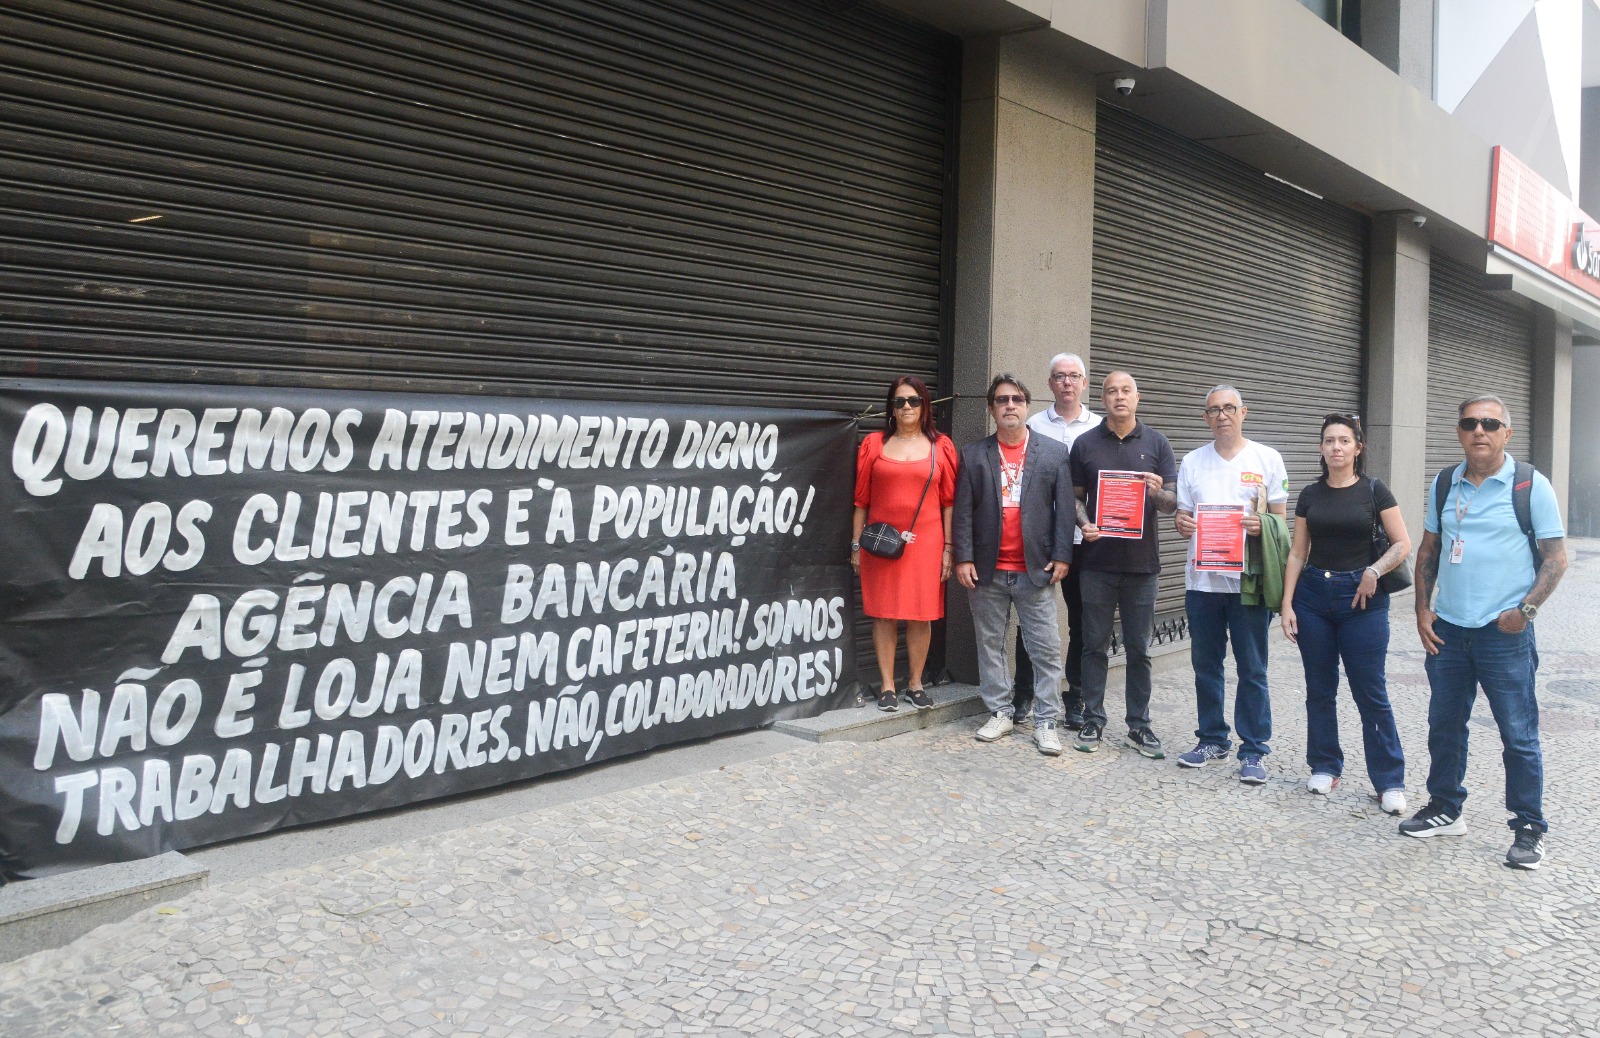 QUEREMOS ATENDIMENTO DIGNO
AOS CLIENTES E À POPULAÇÃO!
AGÊNCIA BANCÁRIA
NÃO É LOJA NEM CAFETERIA! SOMOS
TRABALHADORES. NÃO, COLABORADORES!